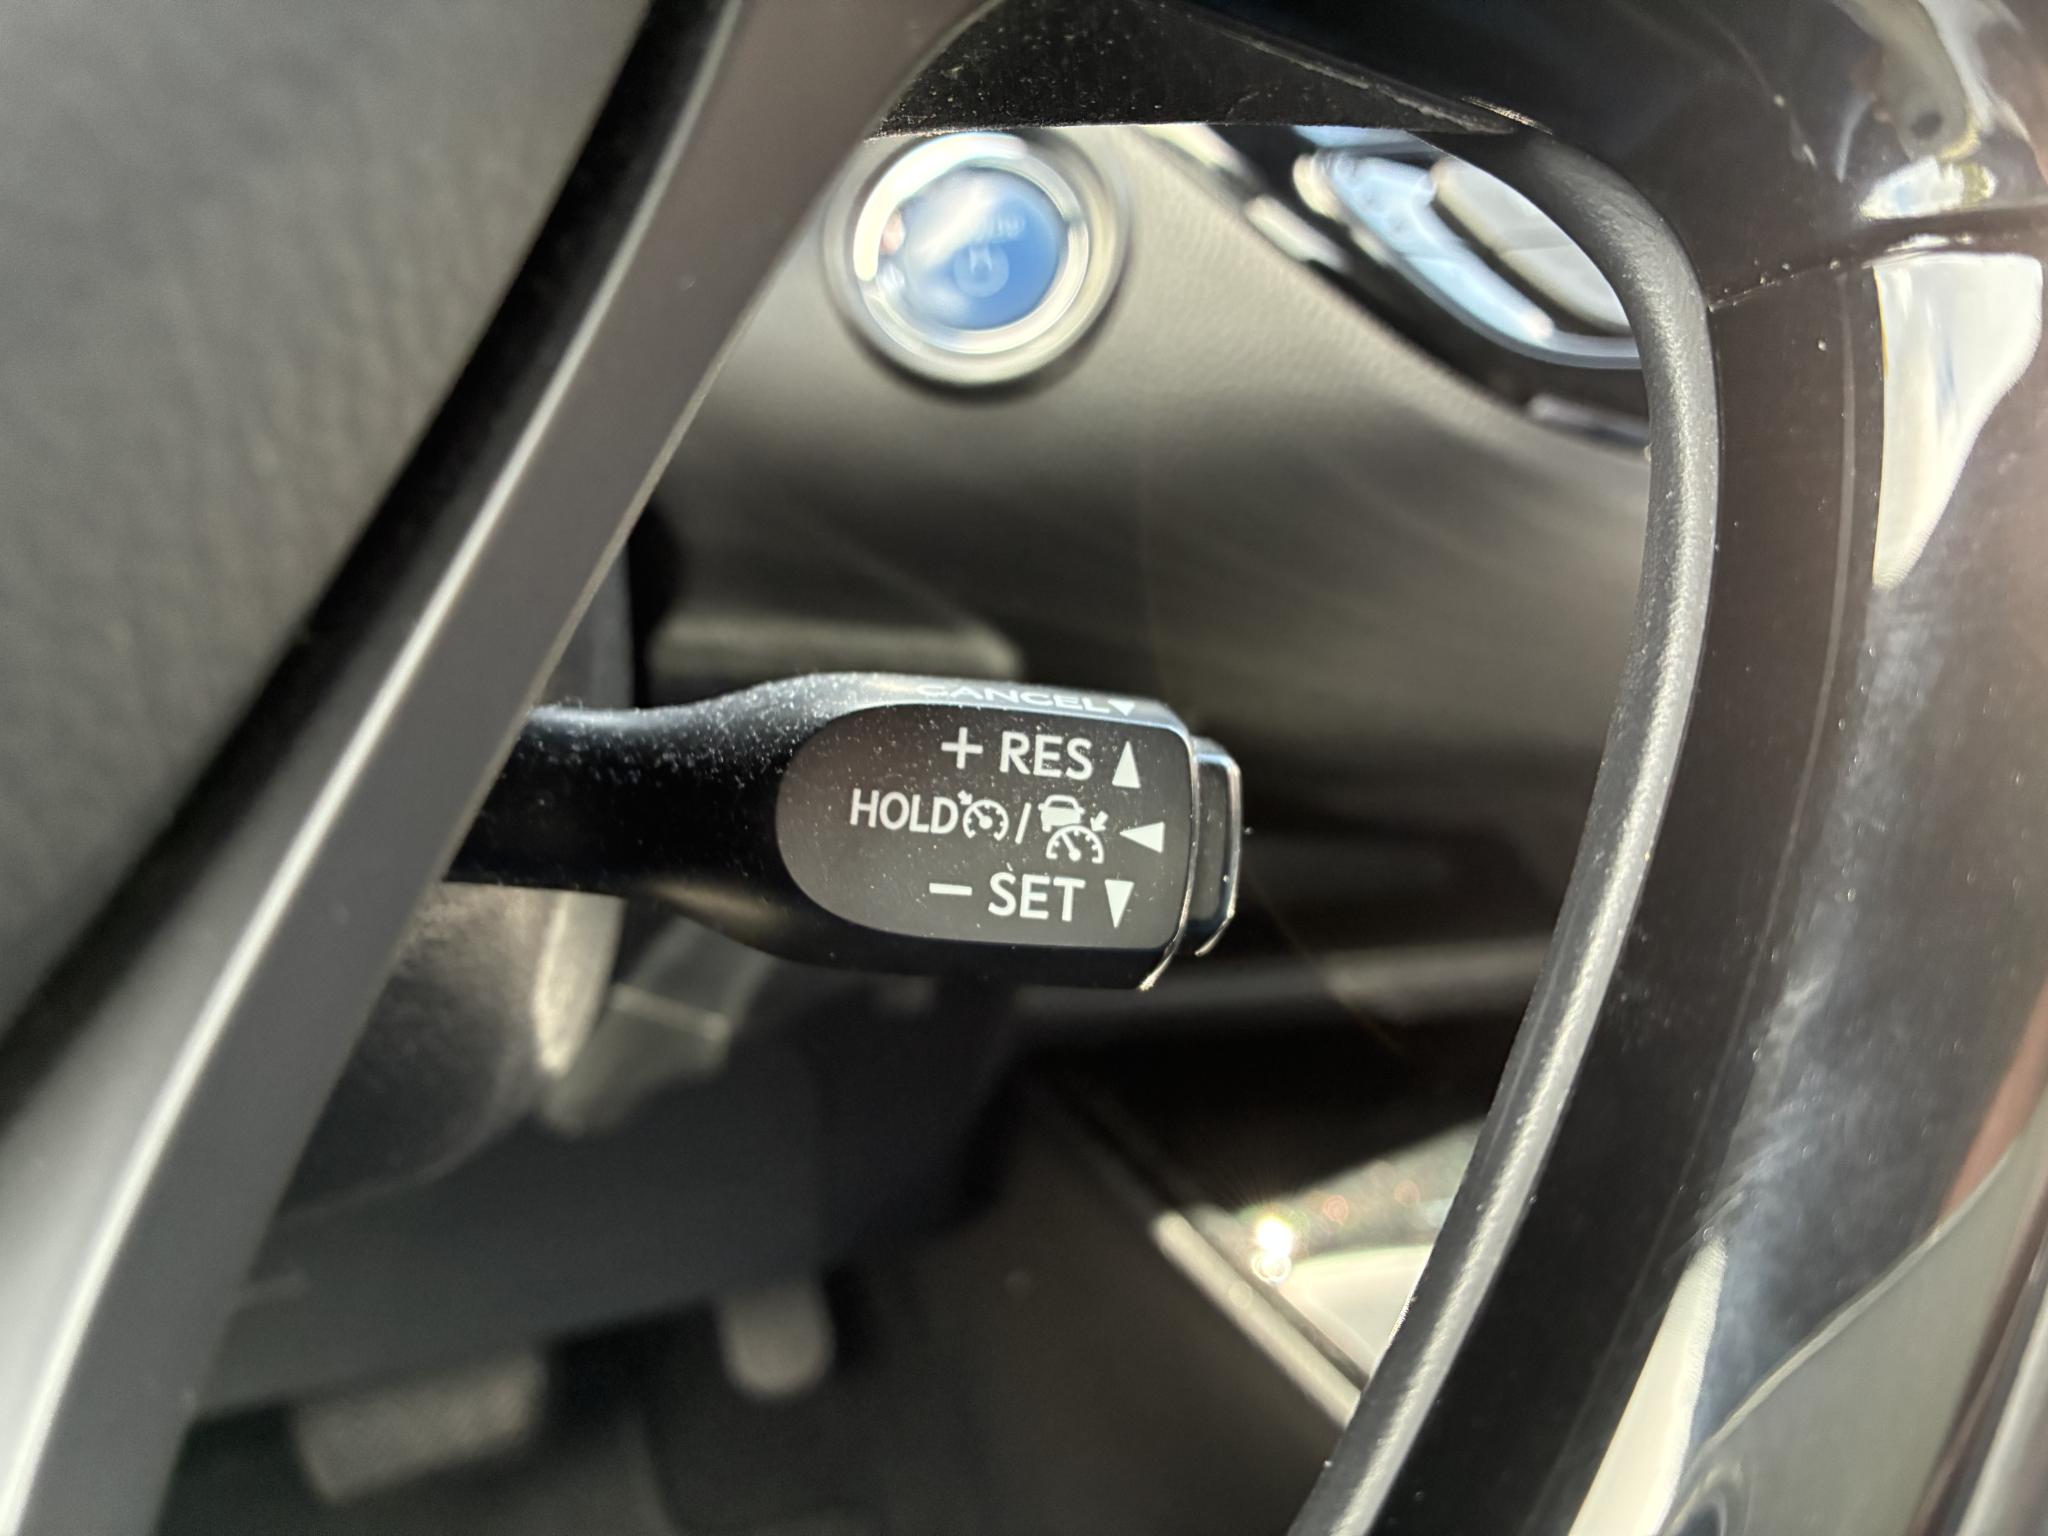 CANCEL▼
+ RES ▲
HOLD / ◀
− SET ▼